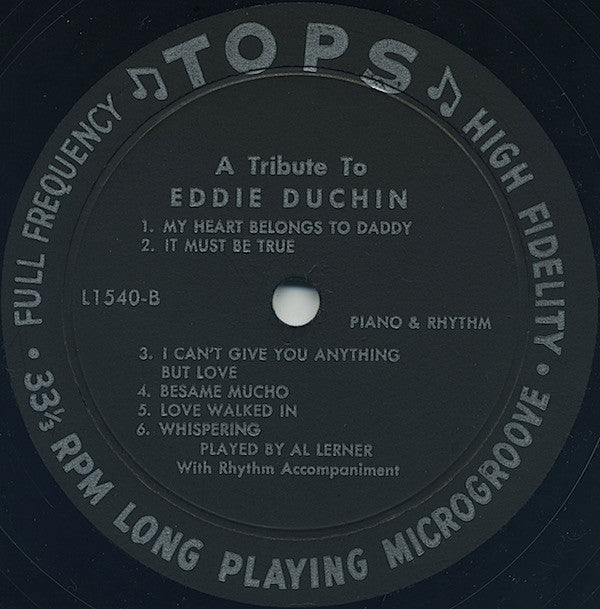 TOPS
FULL FREQUENCY
HIGH FIDELITY
A Tribute To
EDDIE DUCHIN
1. MY HEART BELONGS TO DADDY
2. IT MUST BE TRUE
L1540-B
PIANO & RHYTHM
3. I CAN'T GIVE YOU ANYTHING
BUT LOVE
4. BESAME MUCHO
5. LOVE WALKED IN
6. WHISPERING
PLAYED BY AL LERNER
With Rhythm Accompaniment
33⅓ RPM LONG PLAYING MICROGROOVE